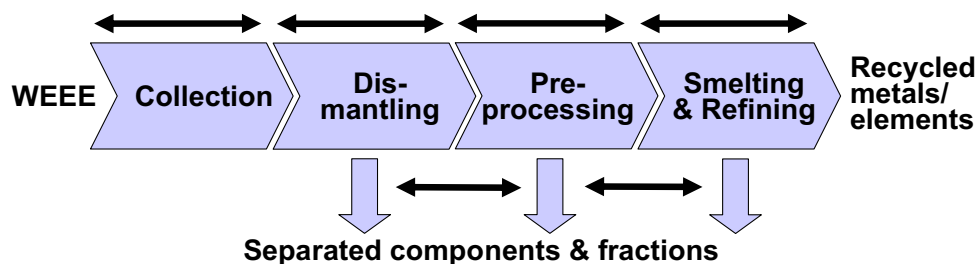 WEEE
Collection
Dis-
mantling
Pre-
processing
Smelting
& Refining
Recycled
metals/
elements
Separated components & fractions